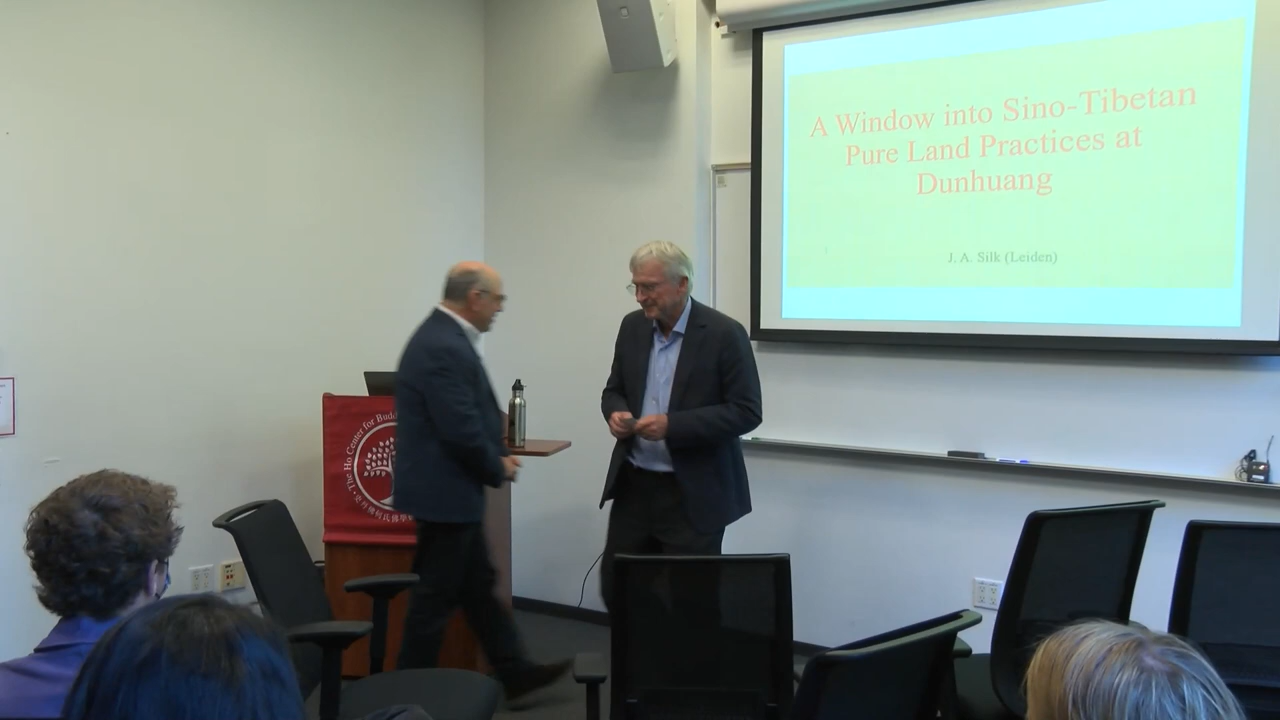 A Window into Sino-Tibetan
Pure Land Practices at
Dunhuang
J. A. Silk (Leiden)
The Ho Center for Budd